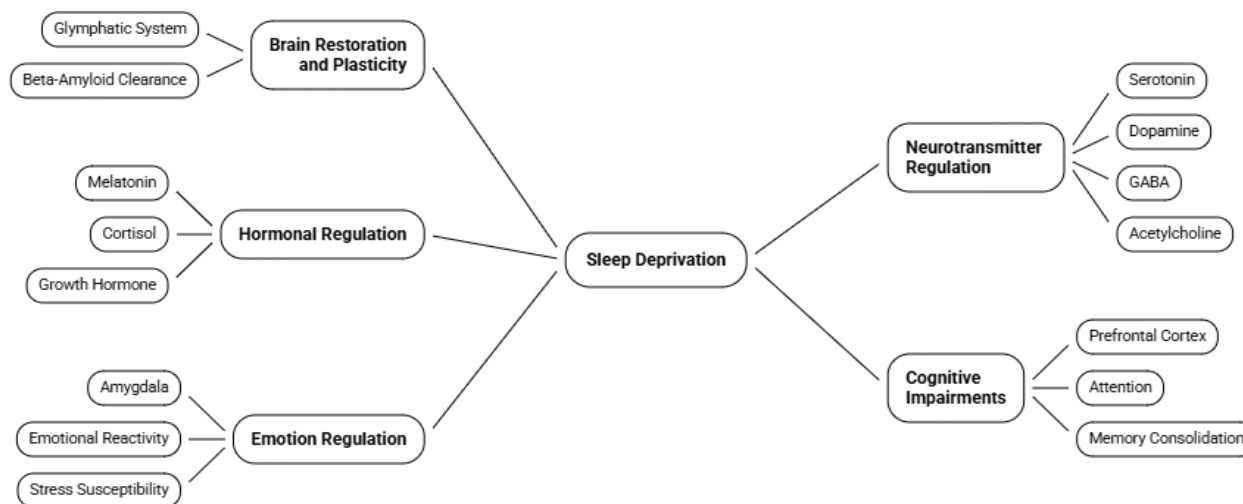 Glymphatic System
Beta-Amyloid Clearance
Brain Restoration
and Plasticity
Melatonin
Cortisol
Growth Hormone
Hormonal Regulation
Amygdala
Emotional Reactivity
Stress Susceptibility
Emotion Regulation
Sleep Deprivation
Neurotransmitter
Regulation
Serotonin
Dopamine
GABA
Acetylcholine
Cognitive
Impairments
Prefrontal Cortex
Attention
Memory Consolidation